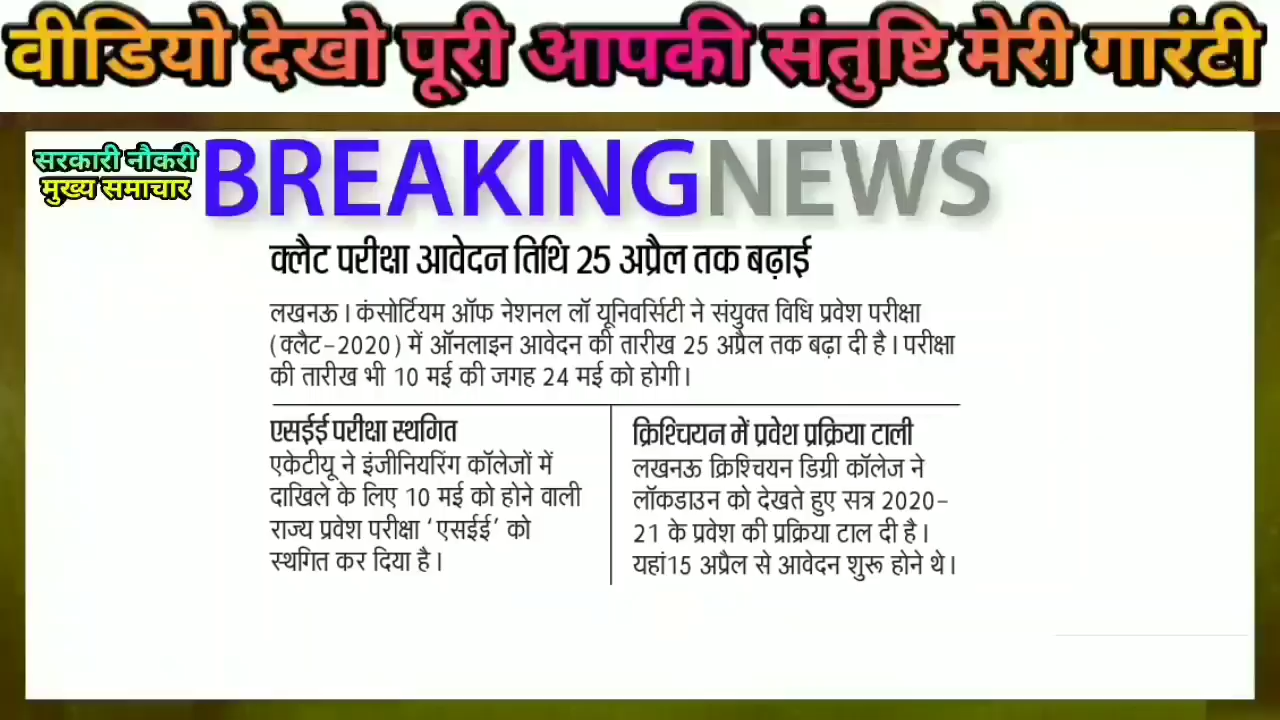 वीडियो देखो पूरी आपकी संतुष्टि मेरी गारंटी
सरकारी नौकरी
मुख्य समाचार
BREAKINGNEWS
क्लैट परीक्षा आवेदन तिथि 25 अप्रैल तक बढ़ाई
लखनऊ। कंसोर्टियम ऑफ नेशनल लॉ यूनिवर्सिटी ने संयुक्त विधि प्रवेश परीक्षा
(क्लैट-2020) में ऑनलाइन आवेदन की तारीख 25 अप्रैल तक बढ़ा दी है। परीक्षा
की तारीख भी 10 मई की जगह 24 मई को होगी।
एसईई परीक्षा स्थगित
एकेटीयू ने इंजीनियरिंग कॉलेजों में
दाखिले के लिए 10 मई को होने वाली
राज्य प्रवेश परीक्षा ‘एसईई’ को
स्थगित कर दिया है।
क्रिश्चियन में प्रवेश प्रक्रिया टाली
लखनऊ क्रिश्चियन डिग्री कॉलेज ने
लॉकडाउन को देखते हुए सत्र 2020-
21 के प्रवेश की प्रक्रिया टाल दी है।
यहां15 अप्रैल से आवेदन शुरू होने थे।